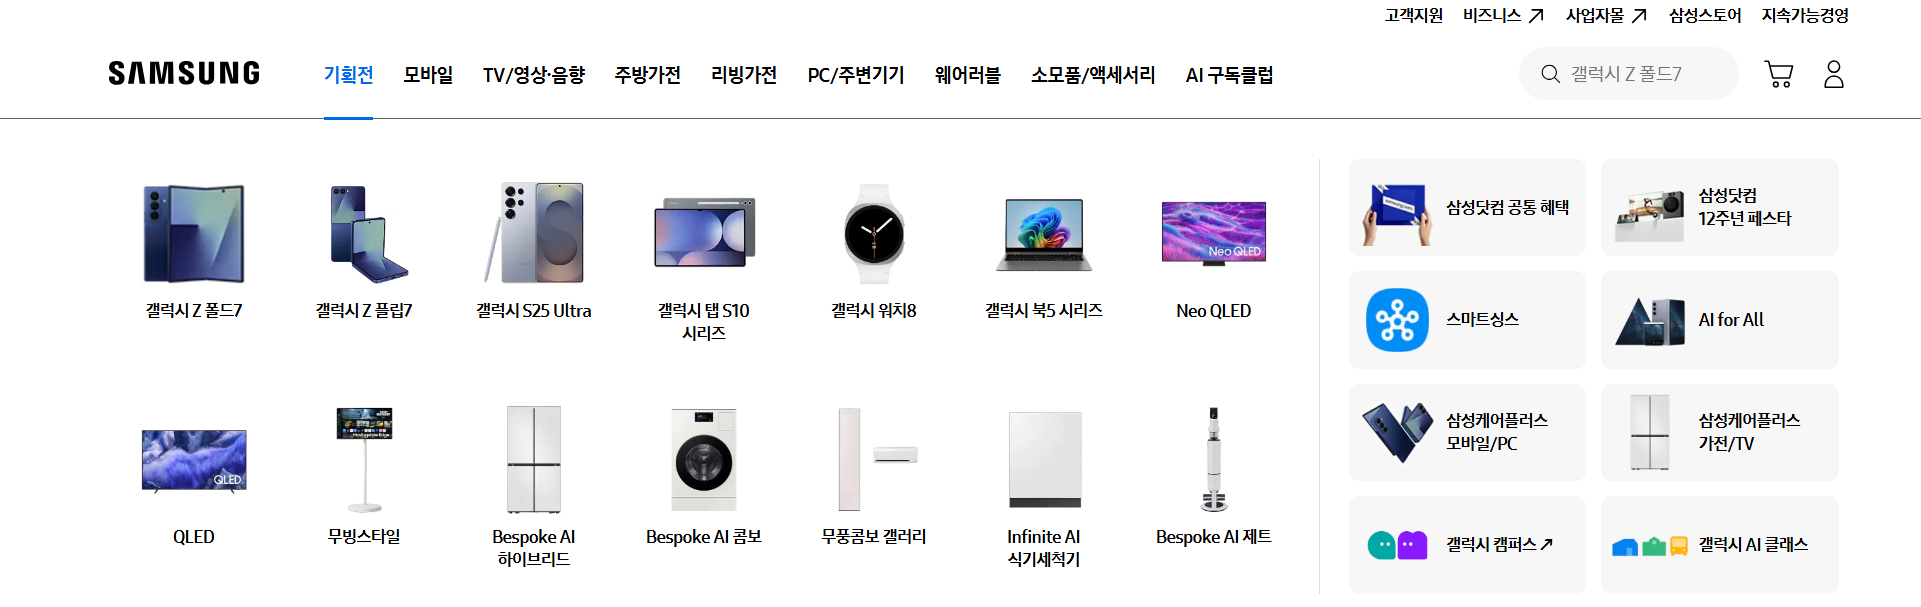 고객지원 비즈니스 사업자몰 삼성스토어 지속가능경영
SAMSUNG 기획전 모바일 TV/영상·음향 주방가전 리빙가전 PC/주변기기 웨어러블 소모품/액세서리 AI 구독클럽 갤럭시 Z 폴드7
갤럭시 Z 폴드7 갤럭시 Z 플립7 갤럭시 S25 Ultra 갤럭시 탭 S10 갤럭시 워치8 갤럭시 북5 시리즈 Neo QLED
시리즈
Neo QLED
QLED
QLED 무빙스타일 Bespoke AI Bespoke AI 콤보 무풍콤보 갤러리 Infinite AI Bespoke AI 제트
하이브리드 식기세척기
삼성닷컴 공통 혜택
삼성닷컴
12주년 페스타
스마트싱스
AI for All
삼성케어플러스
모바일/PC
삼성케어플러스
가전/TV
갤럭시 캠퍼스
갤럭시 AI 클래스